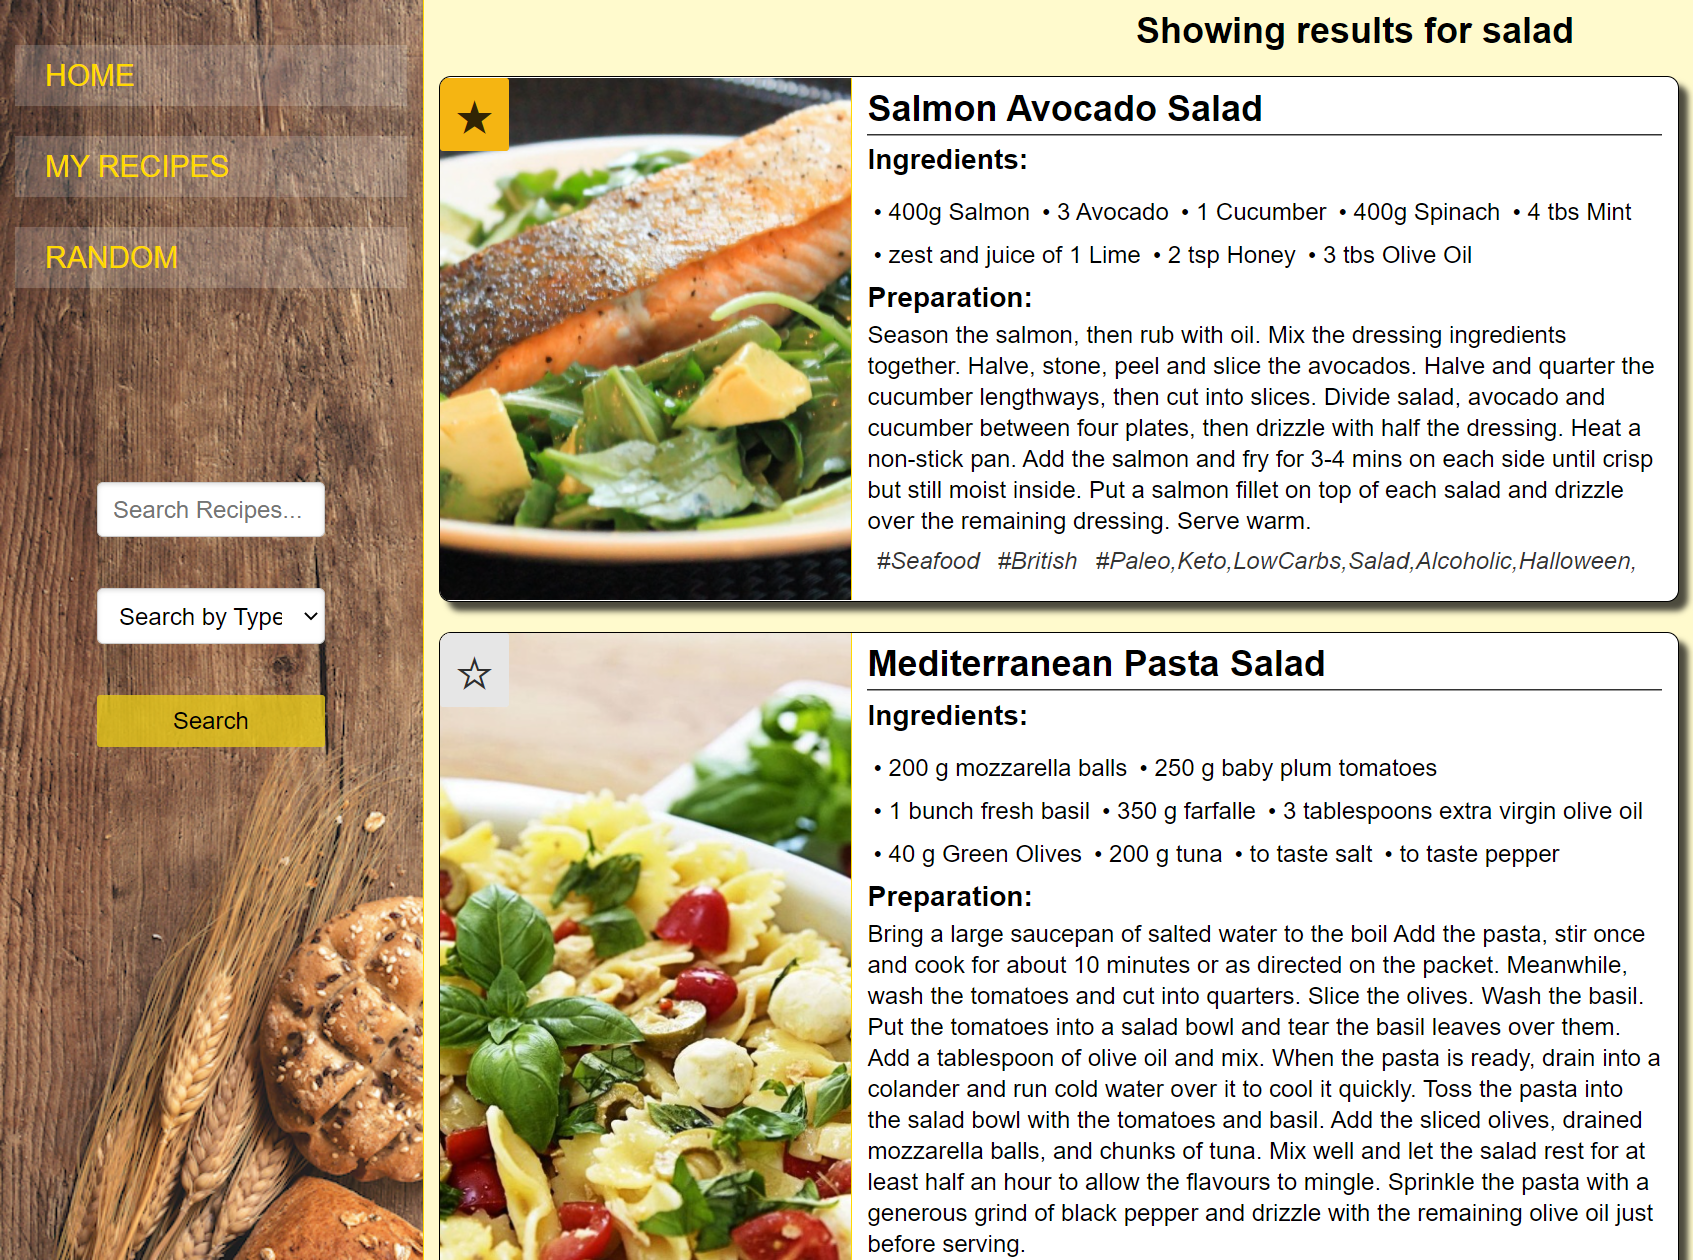 HOME
MY RECIPES
RANDOM
Search Recipes...
Search by Type
Search
Showing results for salad
Salmon Avocado Salad
Ingredients:
• 400g Salmon • 3 Avocado • 1 Cucumber • 400g Spinach • 4 tbs Mint
• zest and juice of 1 Lime • 2 tsp Honey • 3 tbs Olive Oil
Preparation:
Season the salmon, then rub with oil. Mix the dressing ingredients
together. Halve, stone, peel and slice the avocados. Halve and quarter the
cucumber lengthways, then cut into slices. Divide salad, avocado and
cucumber between four plates, then drizzle with half the dressing. Heat a
non-stick pan. Add the salmon and fry for 3-4 mins on each side until crisp
but still moist inside. Put a salmon fillet on top of each salad and drizzle
over the remaining dressing. Serve warm.
#Seafood #British #Paleo,Keto,LowCarbs,Salad,Alcoholic,Halloween,
Mediterranean Pasta Salad
Ingredients:
• 200 g mozzarella balls • 250 g baby plum tomatoes
• 1 bunch fresh basil • 350 g farfalle • 3 tablespoons extra virgin olive oil
• 40 g Green Olives • 200 g tuna • to taste salt • to taste pepper
Preparation:
Bring a large saucepan of salted water to the boil Add the pasta, stir once
and cook for about 10 minutes or as directed on the packet. Meanwhile,
wash the tomatoes and cut into quarters. Slice the olives. Wash the basil.
Put the tomatoes into a salad bowl and tear the basil leaves over them.
Add a tablespoon of olive oil and mix. When the pasta is ready, drain into a
colander and run cold water over it to cool it quickly. Toss the pasta into
the salad bowl with the tomatoes and basil. Add the sliced olives, drained
mozzarella balls, and chunks of tuna. Mix well and let the salad rest for at
least half an hour to allow the flavours to mingle. Sprinkle the pasta with a
generous grind of black pepper and drizzle with the remaining olive oil just
before serving.